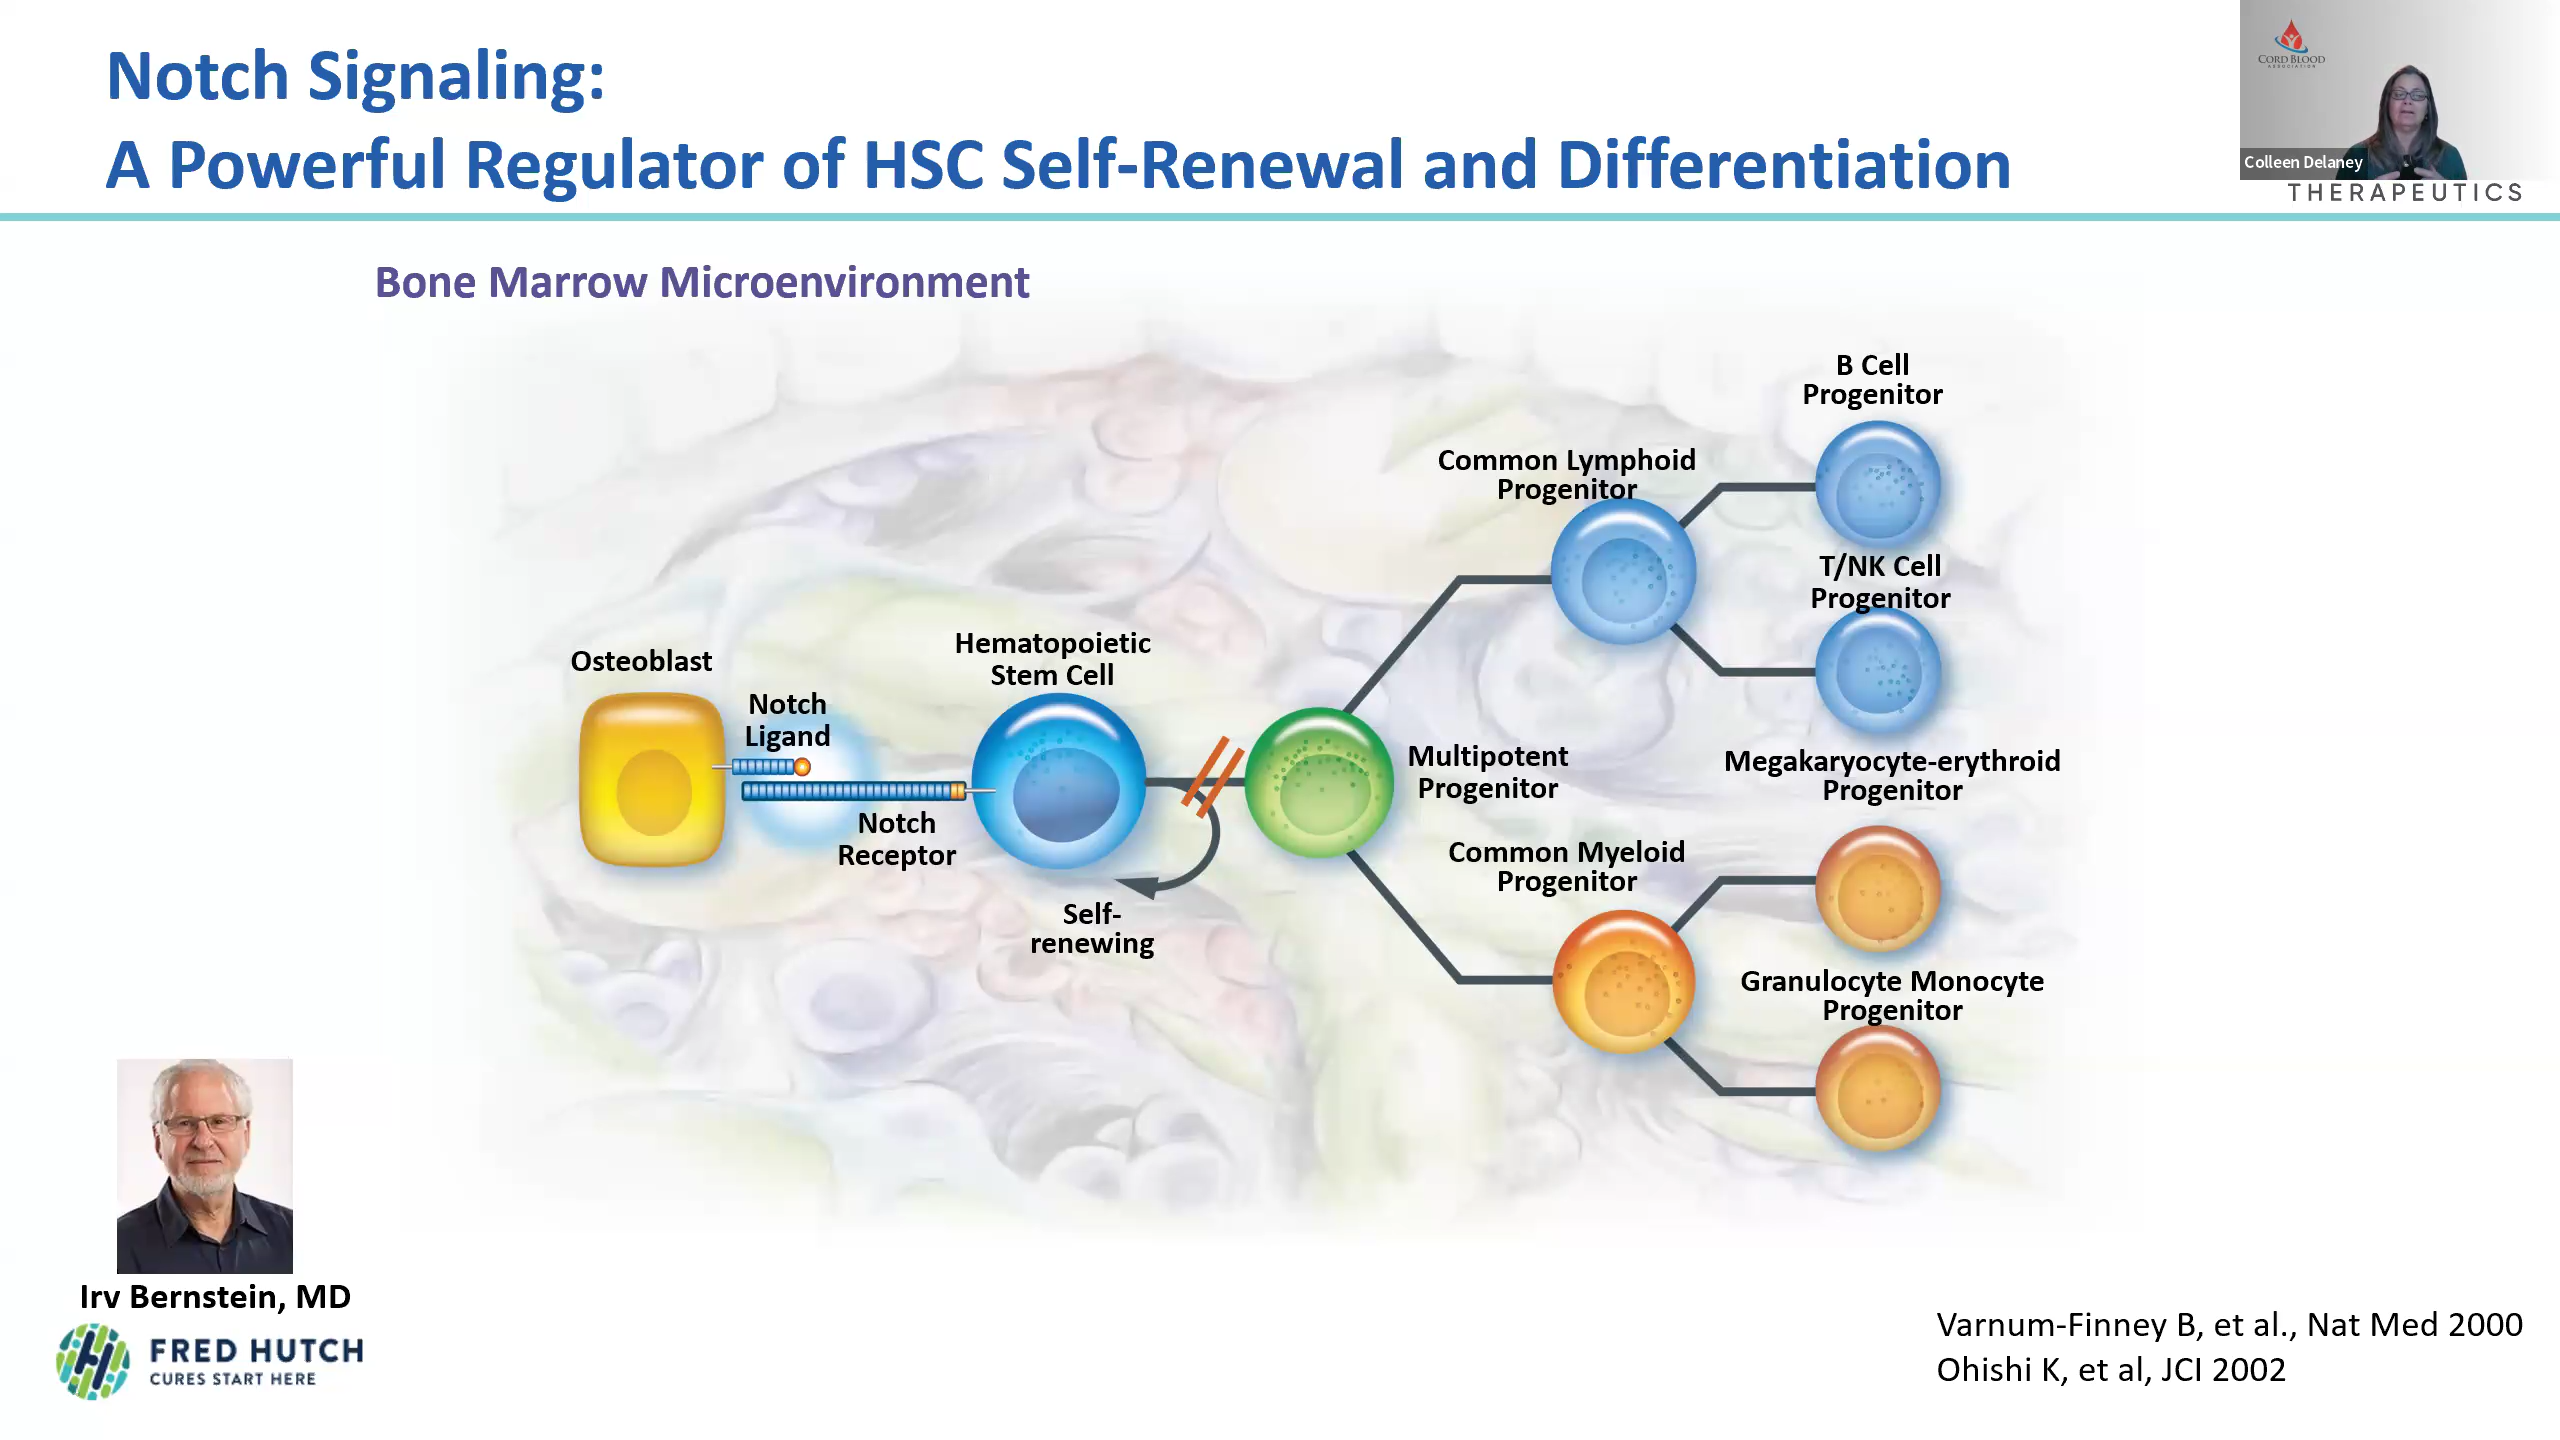 Notch Signaling:
A Powerful Regulator of HSC Self-Renewal and Differentiation
CORD BLOOD
ASSOCIATION
Colleen Delaney
THERAPEUTICS
Bone Marrow Microenvironment
B Cell
Progenitor
Common Lymphoid
Progenitor
T/NK Cell
Progenitor
Hematopoietic
Stem Cell
Osteoblast
Notch
Ligand
Multipotent
Progenitor
Megakaryocyte-erythroid
Progenitor
Notch
Receptor
Common Myeloid
Progenitor
Self-
renewing
Granulocyte Monocyte
Progenitor
Irv Bernstein, MD
FRED HUTCH
CURES START HERE
Varnum-Finney B, et al., Nat Med 2000
Ohishi K, et al, JCI 2002